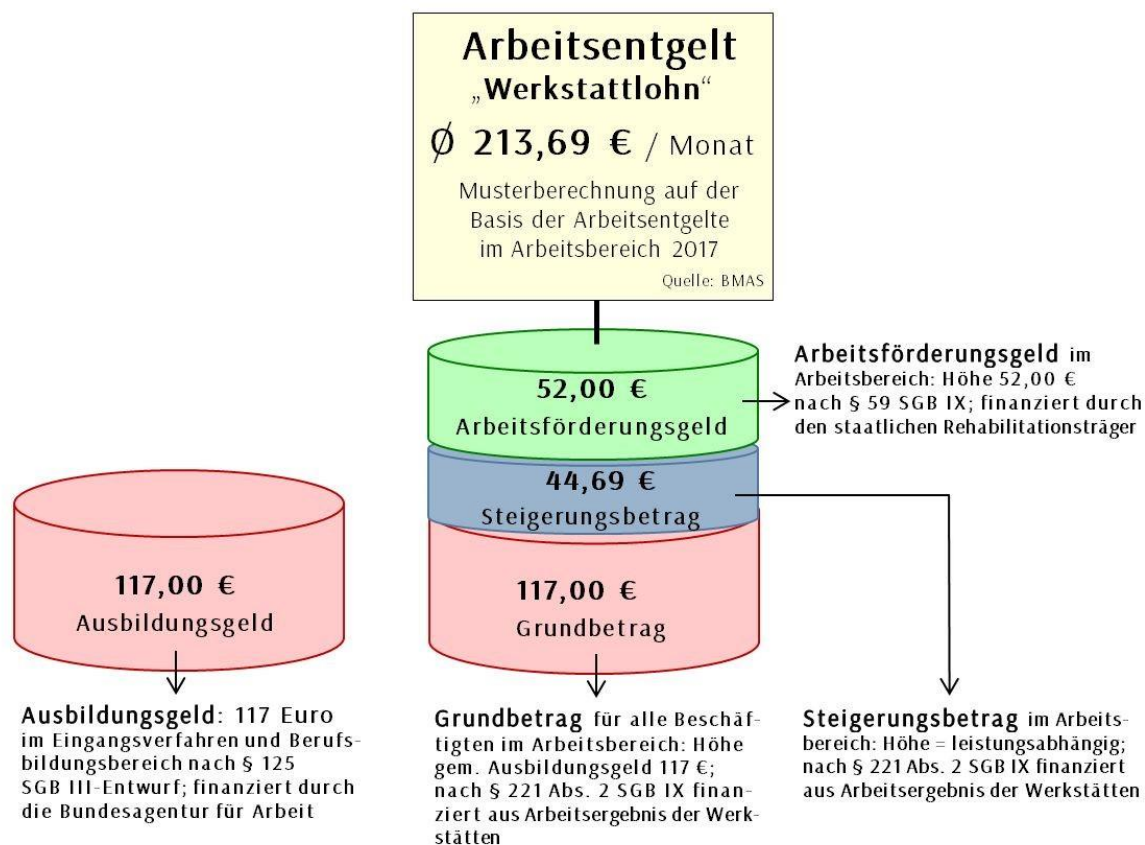 Arbeitsentgelt
„Werkstattlohn“
Ø 213,69 € / Monat
Musterberechnung auf der
Basis der Arbeitsentgelte
im Arbeitsbereich 2017
Quelle: BMAS
52,00 €
Arbeitsförderungsgeld
Arbeitsförderungsgeld im
Arbeitsbereich: Höhe 52,00 €
nach § 59 SGB IX; finanziert durch
den staatlichen Rehabilitationsträger
44,69 €
Steigerungsbetrag
117,00 €
Ausbildungsgeld
117,00 €
Grundbetrag
Ausbildungsgeld: 117 Euro
im Eingangsverfahren und Berufs-
bildungsbereich nach § 125
SGB III-Entwurf; finanziert durch
die Bundesagentur für Arbeit
Grundbetrag für alle Beschäf-
tigten im Arbeitsbereich: Höhe
gem. Ausbildungsgeld 117 €;
nach § 221 Abs. 2 SGB IX finan-
ziert aus Arbeitsergebnis der Werk-
stätten
Steigerungsbetrag im Arbeits-
bereich: Höhe = leistungsabhängig;
nach § 221 Abs. 2 SGB IX finanziert
aus Arbeitsergebnis der Werkstätten